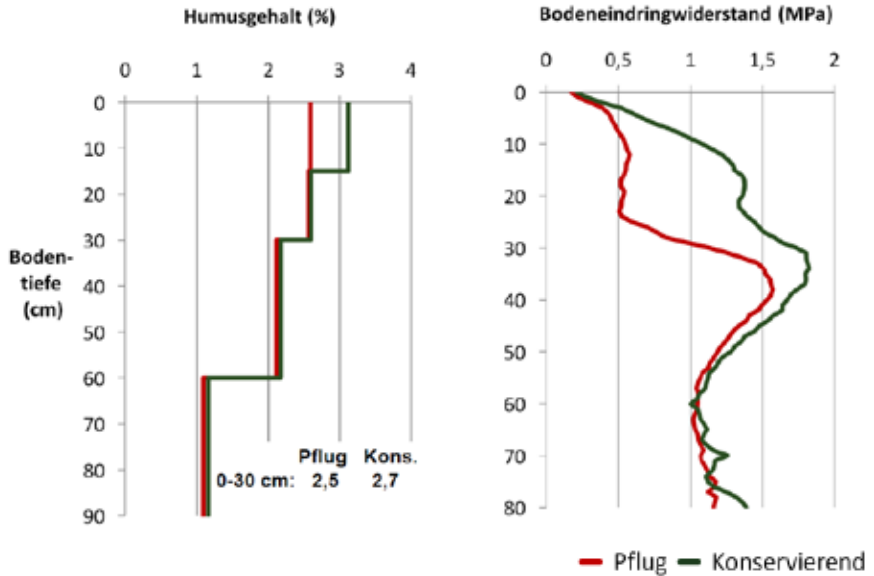 Humusgehalt (%)
0 1 2 3 4
0
10
20
30
40
50
60
70
80
90
Boden-
tiefe
(cm)
Pflug Kons.
0-30 cm: 2,5 2,7
Bodeneindringwiderstand (MPa)
0 0,5 1 1,5 2
0
10
20
30
40
50
60
70
80
Pflug Konservierend